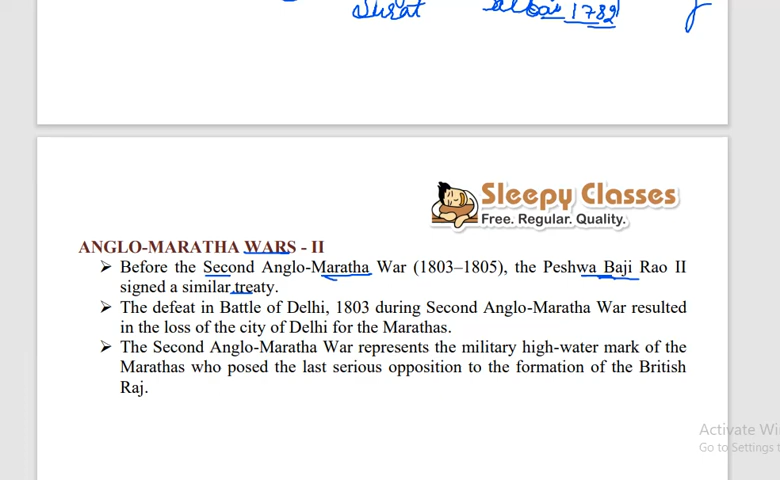 Surat Salbai 1782
Sleepy Classes
Free. Regular. Quality.
ANGLO-MARATHA WARS - II
➤ Before the Second Anglo-Maratha War (1803–1805), the Peshwa Baji Rao II
signed a similar treaty.
➤ The defeat in Battle of Delhi, 1803 during Second Anglo-Maratha War resulted
in the loss of the city of Delhi for the Marathas.
➤ The Second Anglo-Maratha War represents the military high-water mark of the
Marathas who posed the last serious opposition to the formation of the British
Raj.
Activate Wi
Go to Settings t